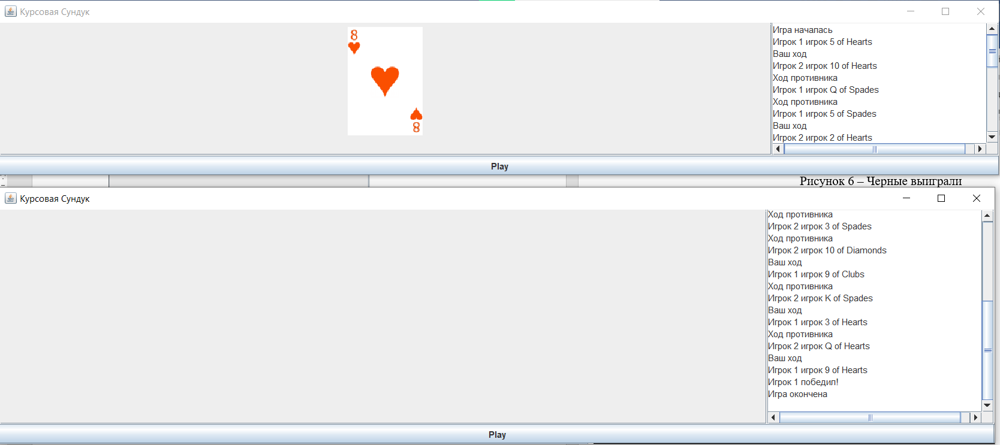 Курсовая Сундук
8
8
Игра началась
Игрок 1 игрок 5 of Hearts
Ваш ход
Игрок 2 игрок 10 of Hearts
Ход противника
Игрок 1 игрок Q of Spades
Ход противника
Игрок 1 игрок 5 of Spades
Ваш ход
Игрок 2 игрок 2 of Hearts
Play
Рисунок 6 – Черные выиграли
Курсовая Сундук
Ход противника
Игрок 2 игрок 3 of Spades
Ход противника
Игрок 2 игрок 10 of Diamonds
Ваш ход
Игрок 1 игрок 9 of Clubs
Ход противника
Игрок 2 игрок K of Spades
Ваш ход
Игрок 1 игрок 3 of Hearts
Ход противника
Игрок 2 игрок Q of Hearts
Ваш ход
Игрок 1 игрок 9 of Hearts
Игрок 1 победил!
Игра окончена
Play